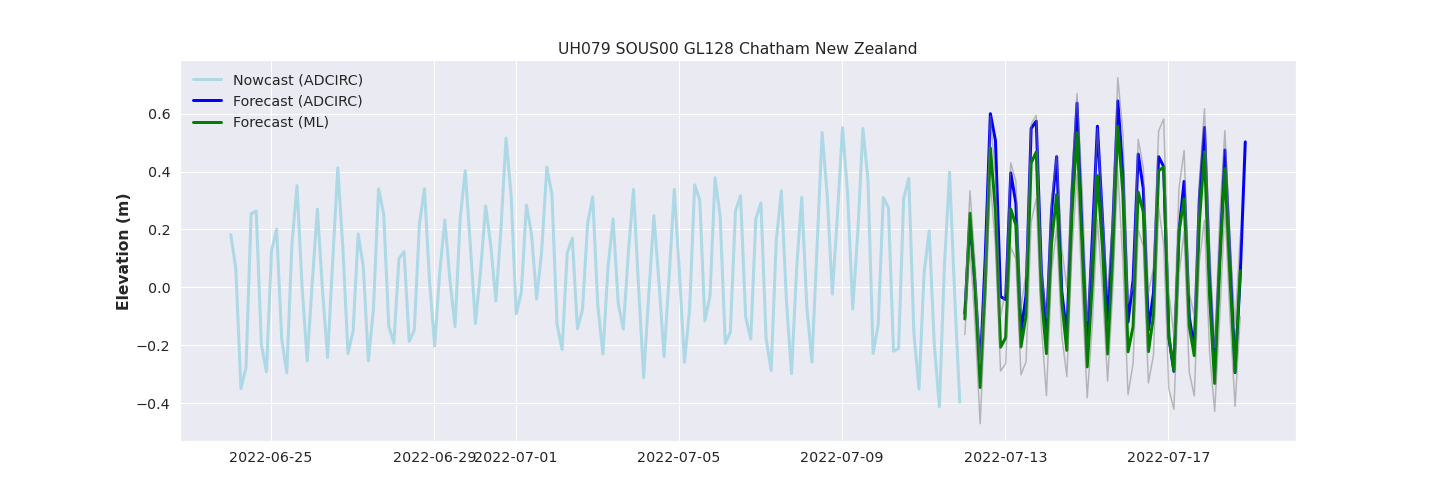 UH079 SOUS00 GL128 Chatham New Zealand
Nowcast (ADCIRC)
Forecast (ADCIRC)
Forecast (ML)
Elevation (m)
0.6
0.4
0.2
0.0
−0.2
−0.4
2022-06-25
2022-06-29
2022-07-01
2022-07-05
2022-07-09
2022-07-13
2022-07-17